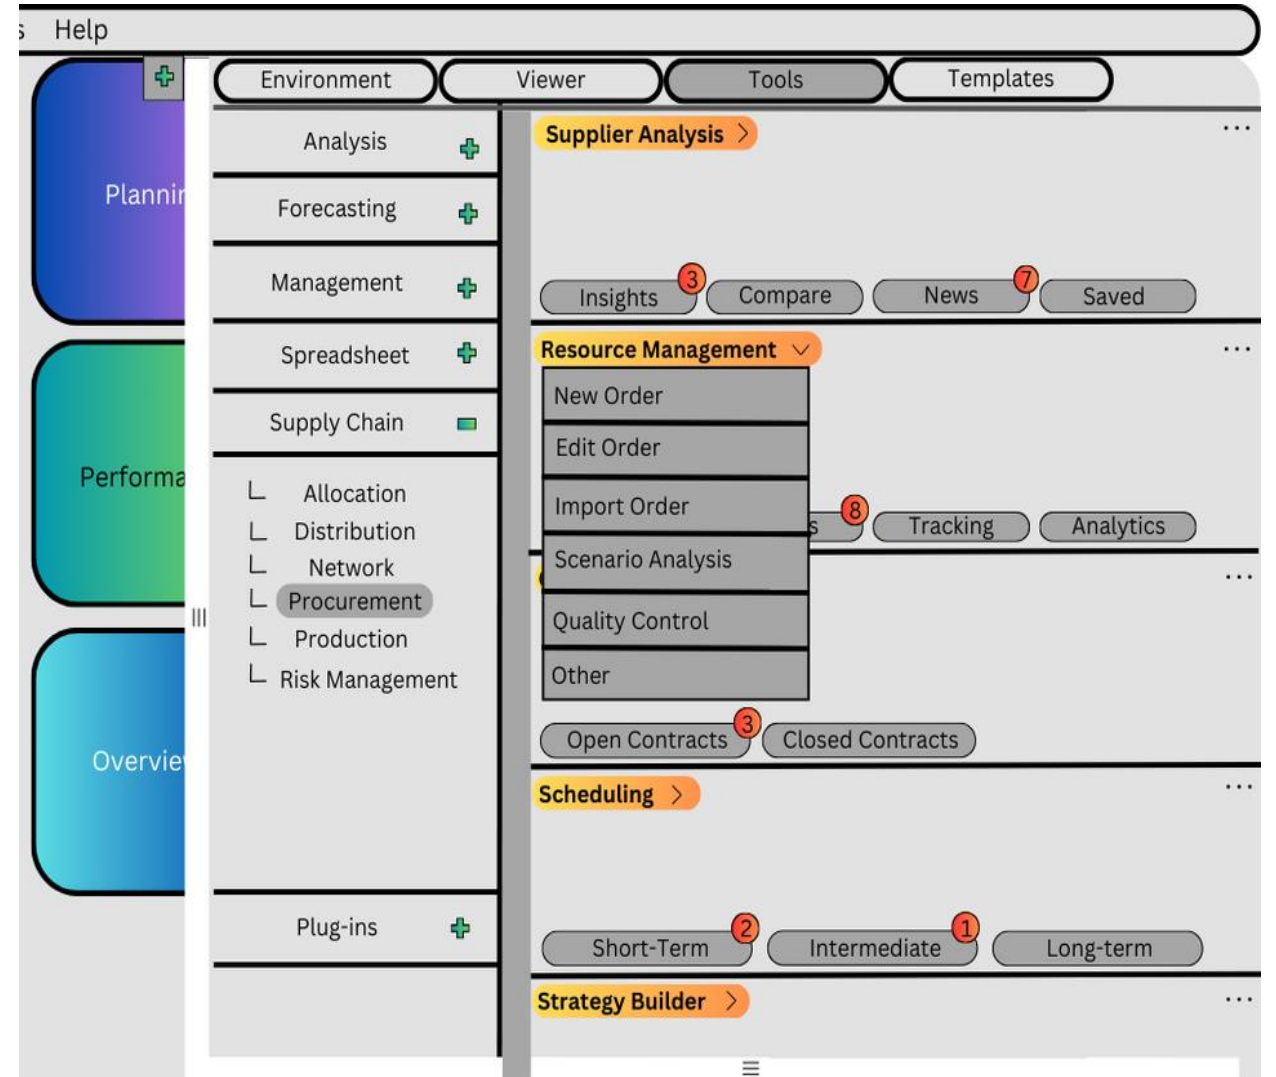 Help
Environment
Viewer
Tools
Templates
Analysis
Forecasting
Management
Spreadsheet
Supply Chain
Allocation
Distribution
Network
Procurement
Production
Risk Management
Plug-ins
Supplier Analysis >
...
Insights 3
Compare
News 7
Saved
Resource Management
...
New Order
Edit Order
Import Order
Scenario Analysis
Quality Control
Other
8
Tracking
Analytics
...
Open Contracts 3
Closed Contracts
Scheduling >
...
Short-Term 2
Intermediate 1
Long-term
Strategy Builder >
...